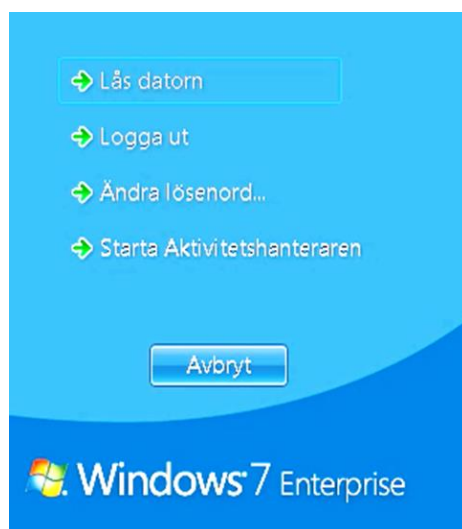 Lås datorn
Logga ut
Ändra lösenord...
Starta Aktivitetshanteraren
Avbryt
Windows 7 Enterprise